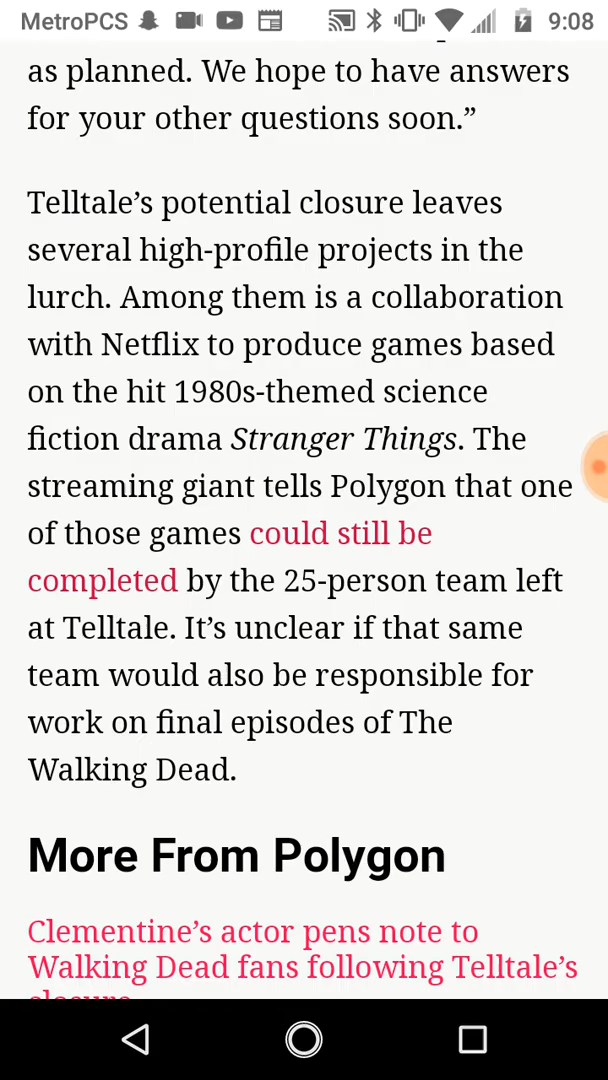 MetroPCS 9:08
as planned. We hope to have answers
for your other questions soon.”
Telltale’s potential closure leaves
several high-profile projects in the
lurch. Among them is a collaboration
with Netflix to produce games based
on the hit 1980s-themed science
fiction drama Stranger Things. The
streaming giant tells Polygon that one
of those games could still be
completed by the 25-person team left
at Telltale. It’s unclear if that same
team would also be responsible for
work on final episodes of The
Walking Dead.
More From Polygon
Clementine’s actor pens note to
Walking Dead fans following Telltale’s